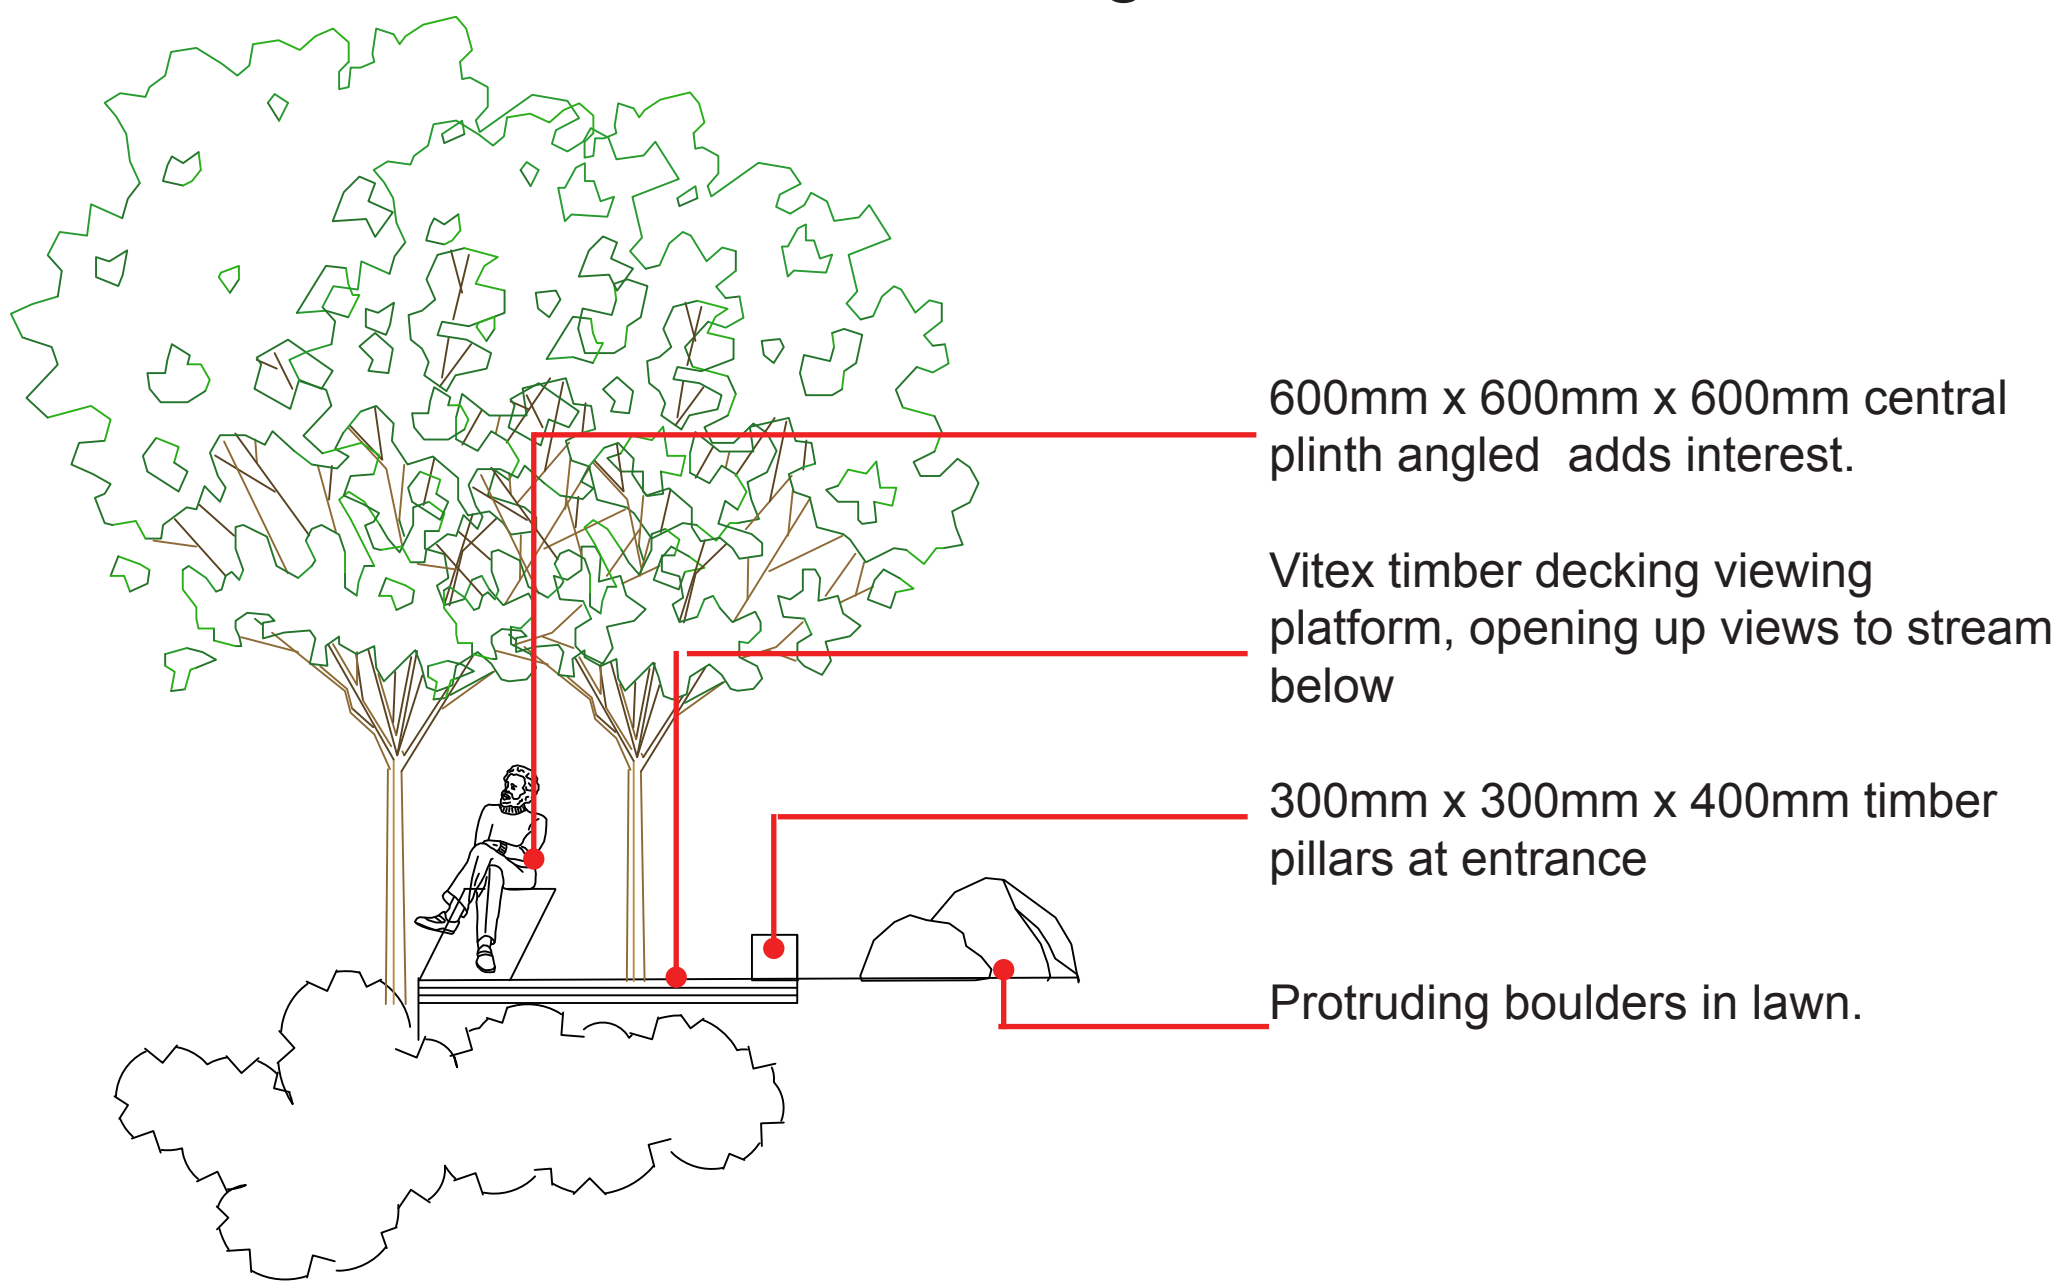 600mm x 600mm x 600mm central
plinth angled  adds interest.
Vitex timber decking viewing
platform, opening up views to stream
below
300mm x 300mm x 400mm timber
pillars at entrance
Protruding boulders in lawn.